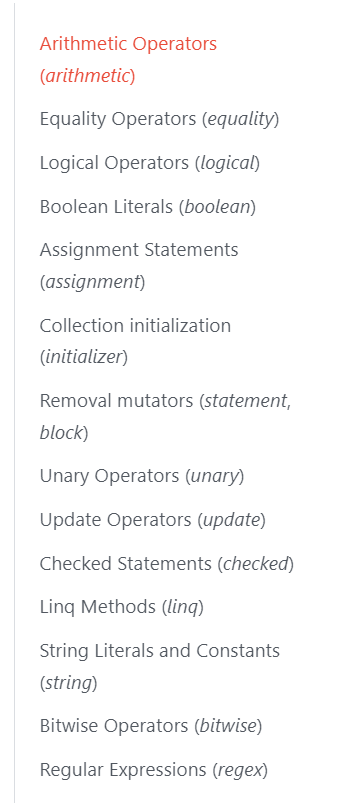 Arithmetic Operators
(arithmetic)
Equality Operators (equality)
Logical Operators (logical)
Boolean Literals (boolean)
Assignment Statements
(assignment)
Collection initialization
(initializer)
Removal mutators (statement,
block)
Unary Operators (unary)
Update Operators (update)
Checked Statements (checked)
Linq Methods (linq)
String Literals and Constants
(string)
Bitwise Operators (bitwise)
Regular Expressions (regex)